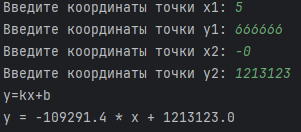 Введите координаты точки x1: 5
Введите координаты точки y1: 666666
Введите координаты точки x2: -0
Введите координаты точки y2: 1213123
y=kx+b
y = -109291.4 * x + 1213123.0